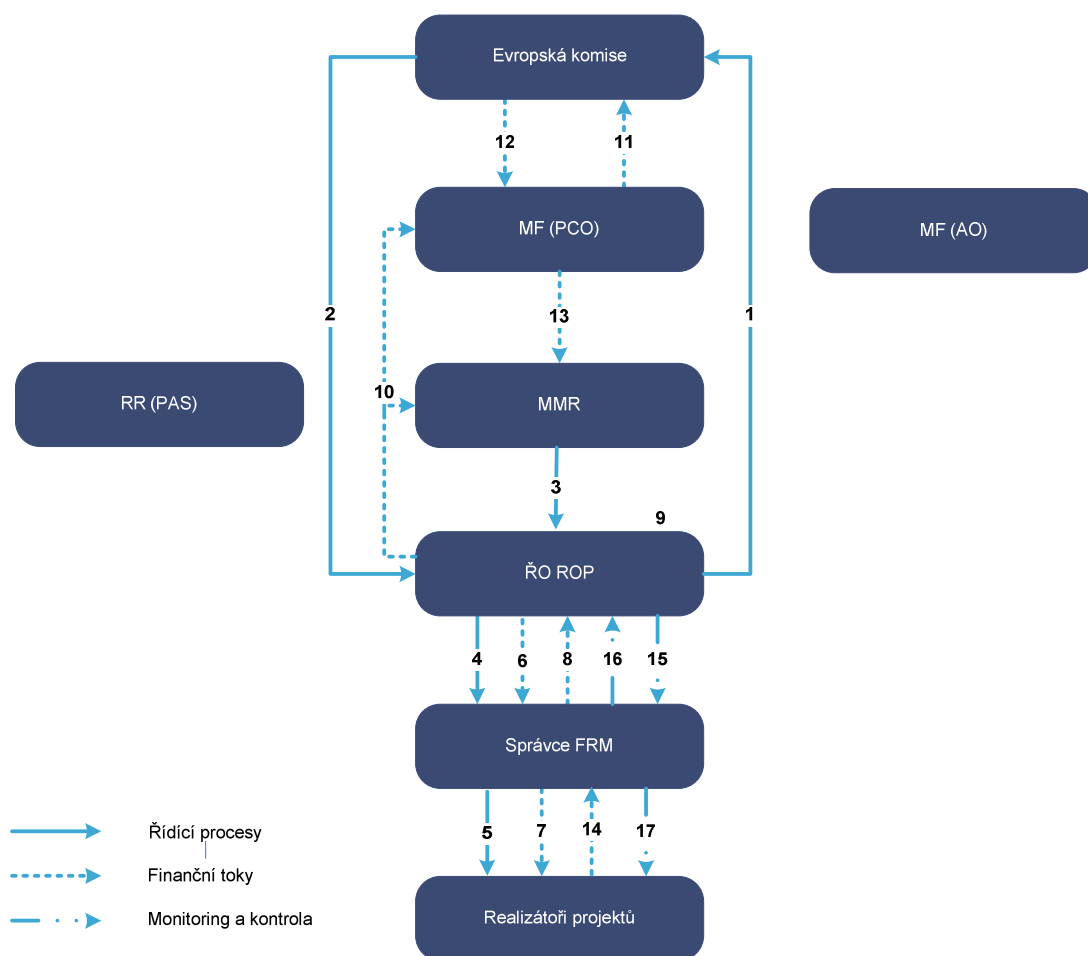 Evropská komise
12
11
MF (PCO)
MF (AO)
2
13
1
RR (PAS)
10
MMR
3
9
ŘO ROP
4
6
8
16
15
Správce FRM
5
7
14
17
Řídící procesy
Finanční toky
Monitoring a kontrola
Realizátoři projektů